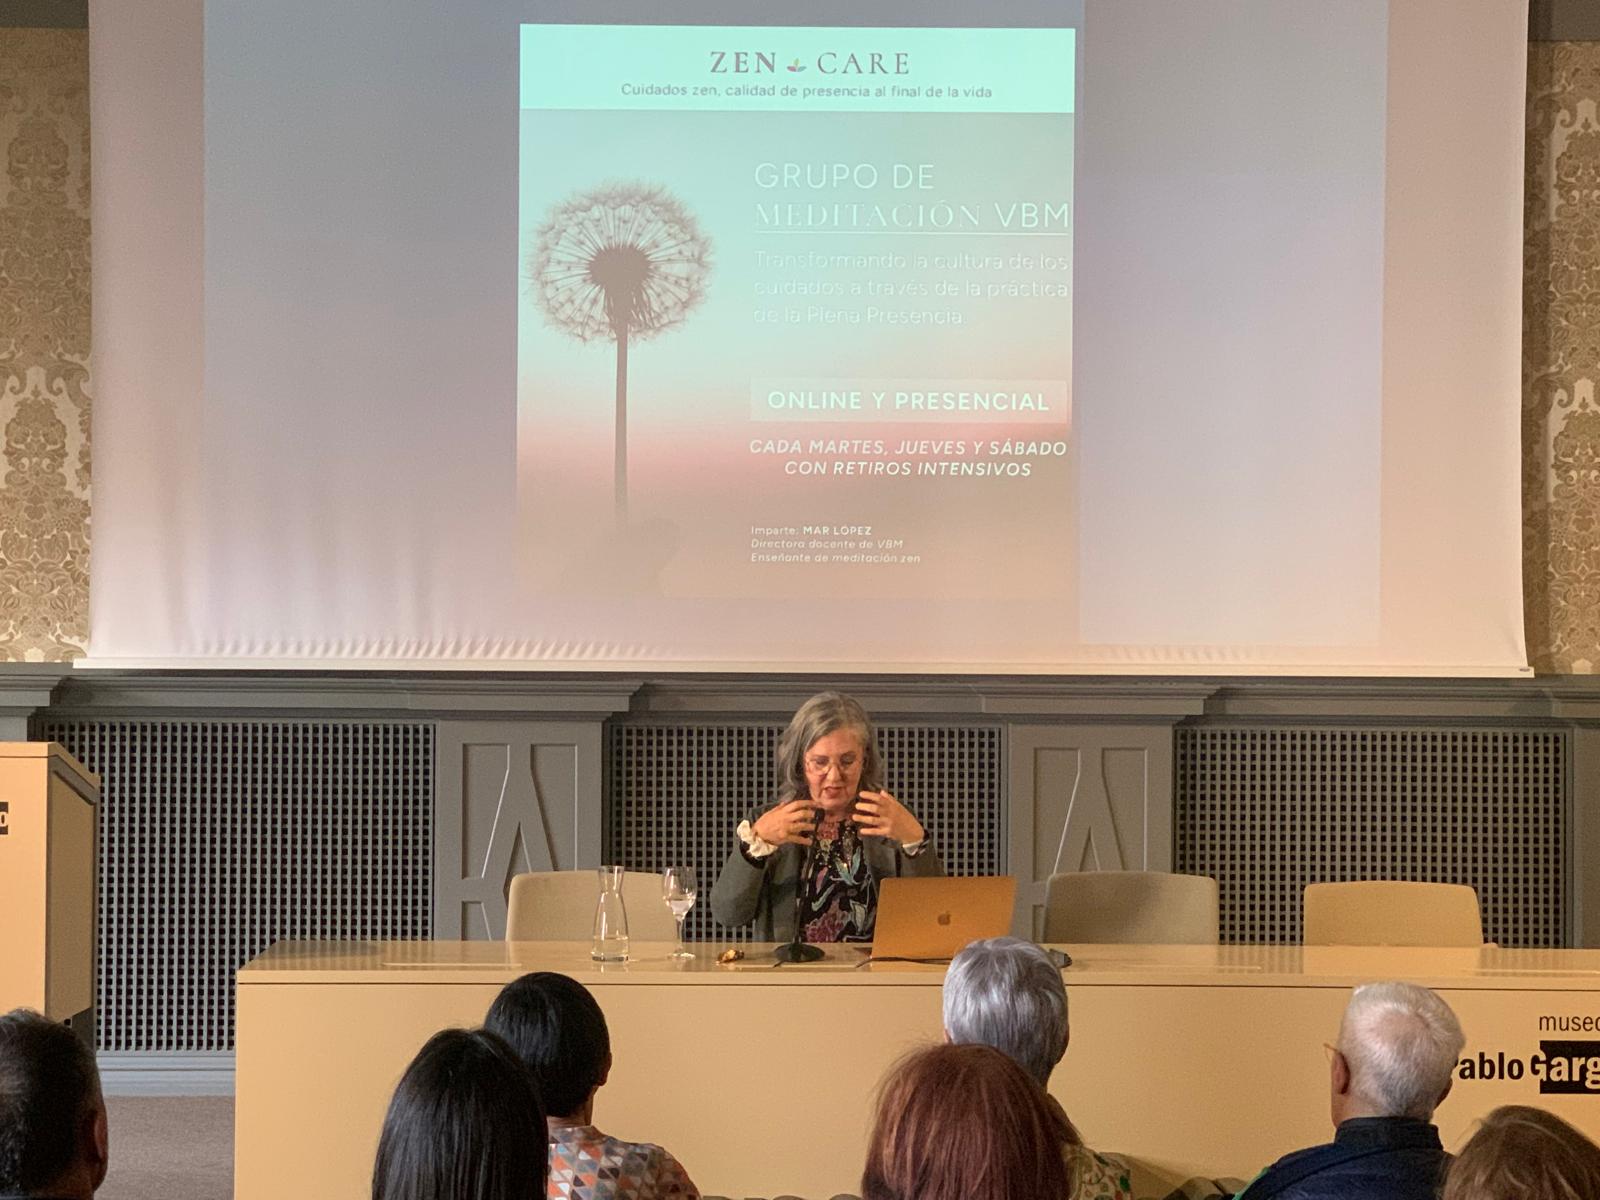 ZEN CARE
Cuidados zen, calidad de presencia al final de la vida
GRUPO DE
MEDITACIÓN VBM
Transformando la cultura de los
cuidados a través de la práctica
de la Plena Presencia.
ONLINE Y PRESENCIAL
CADA MARTES, JUEVES Y SÁBADO
CON RETIROS INTENSIVOS
Imparte: MAR LÓPEZ
Directora docente de VBM
Enseñante de meditación zen
museo
Pablo Garg